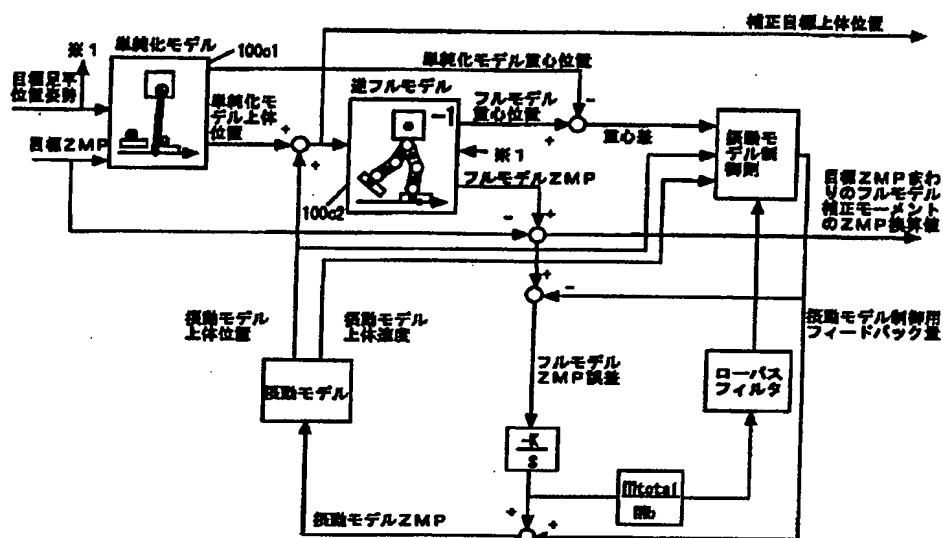 補正目標上体位置
※1
単純化モデル
100c1
目標足平
位置姿勢
単純化モデル重心位置
逆フルモデル
単純化モ
デル上体
位置
フルモデル
重心位置
-1
重心差
摂動モ
デル制
御則
目標ZMP
※1
フルモデルZMP
100c2
目標ZMPまわ
りのフルモデル
補正モーメント
のZMP換算値
摂動モデル
上体位置
摂動モデル
上体速度
摂動モデル制御用
フィードバック量
フルモデル
ZMP誤差
ローパス
フィルタ
摂動モデル
-K
s
mtotal
mb
摂動モデルZMP